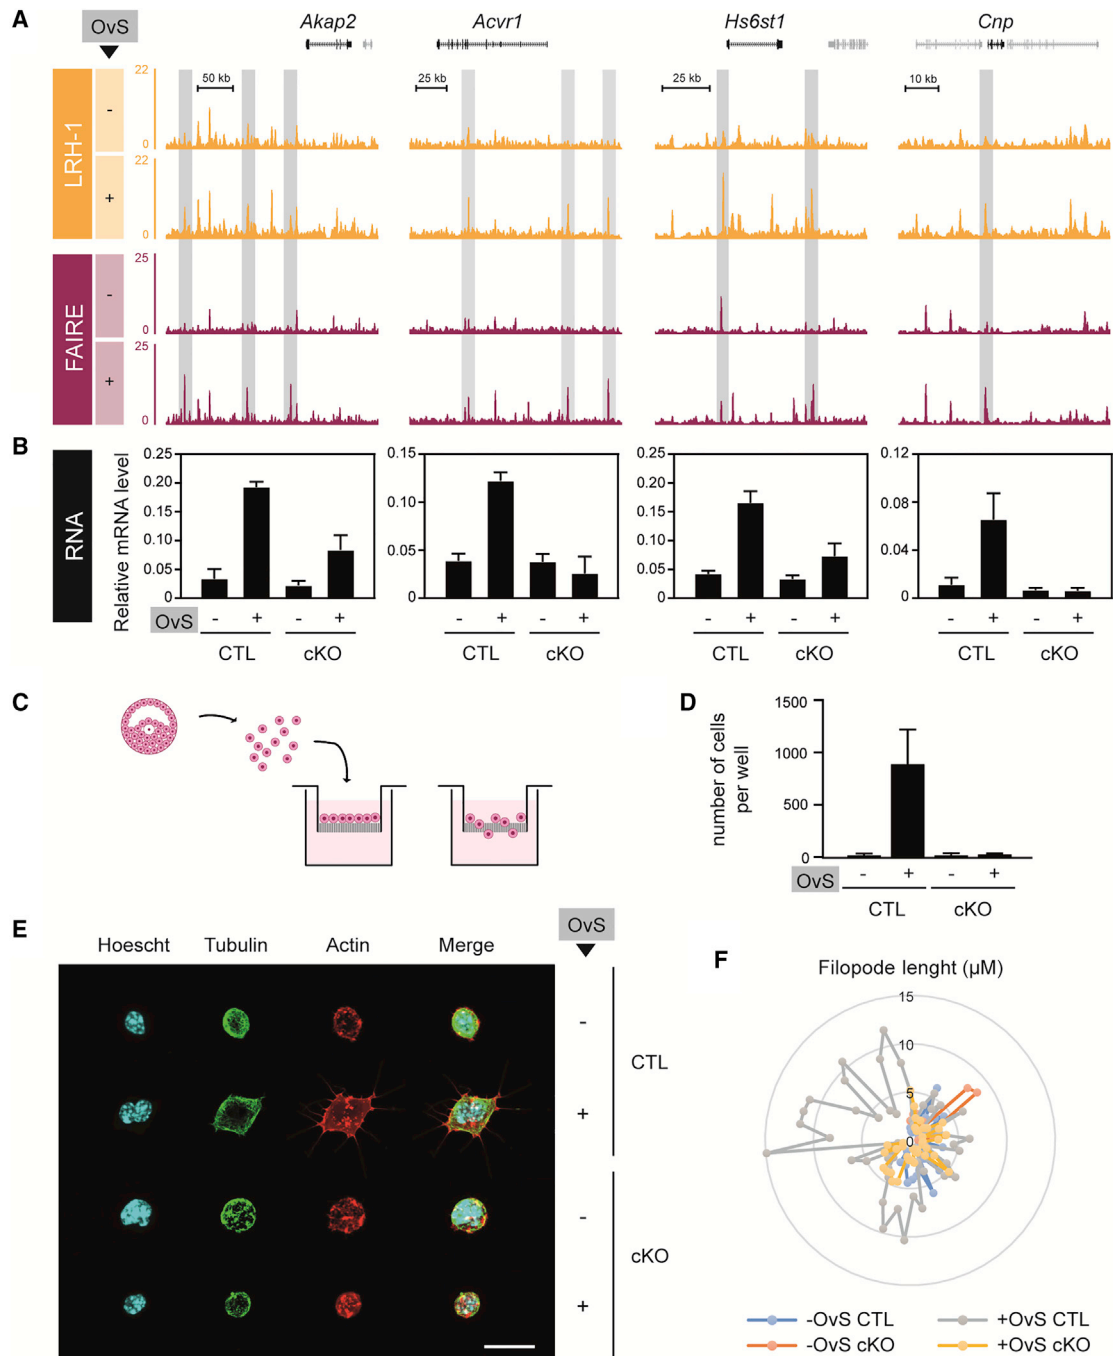 A
OvS
Akap2
Acvr1
Hs6st1
Cnp
50 kb
25 kb
25 kb
10 kb
LRH-1
-
+
22
0
22
0
FAIRE
-
+
25
0
25
0
B
RNA
Relative mRNA level
0.25
0.20
0.15
0.10
0.05
0
0.15
0.10
0.05
0
0.25
0.20
0.15
0.10
0.05
0
0.12
0.08
0.04
0
OvS
- + - +
CTL cKO
- + - +
CTL cKO
- + - +
CTL cKO
- + - +
CTL cKO
C
D
number of cells
per well
1500
1000
500
0
OvS
- + - +
CTL cKO
E
Hoescht Tubulin Actin Merge
OvS
-
+
CTL
-
+
cKO
F
Filopode lenght (µM)
15
10
5
0
-OvS CTL
+OvS CTL
-OvS cKO
+OvS cKO